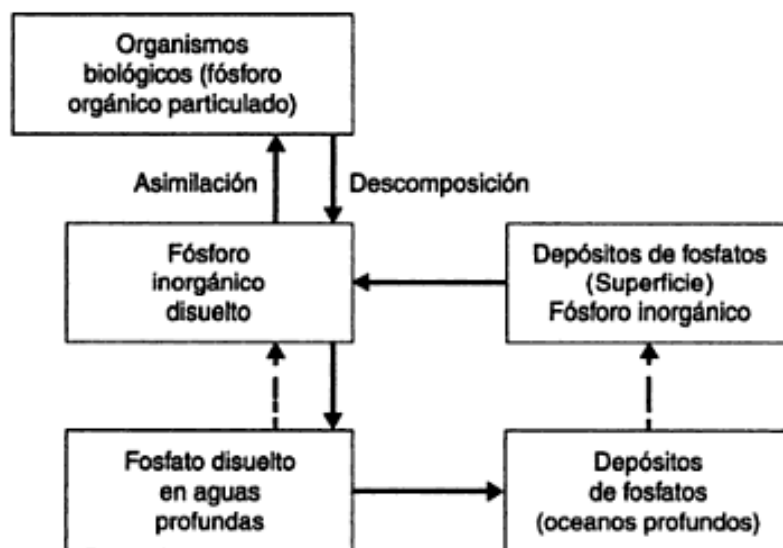 Organismos
biológicos (fósforo
orgánico particulado)
Asimilación
Descomposición
Fósforo
inorgánico
disuelto
Depósitos de fosfatos
(Superficie)
Fósforo inorgánico
Fosfato disuelto
en aguas
profundas
Depósitos
de fosfatos
(oceanos profundos)